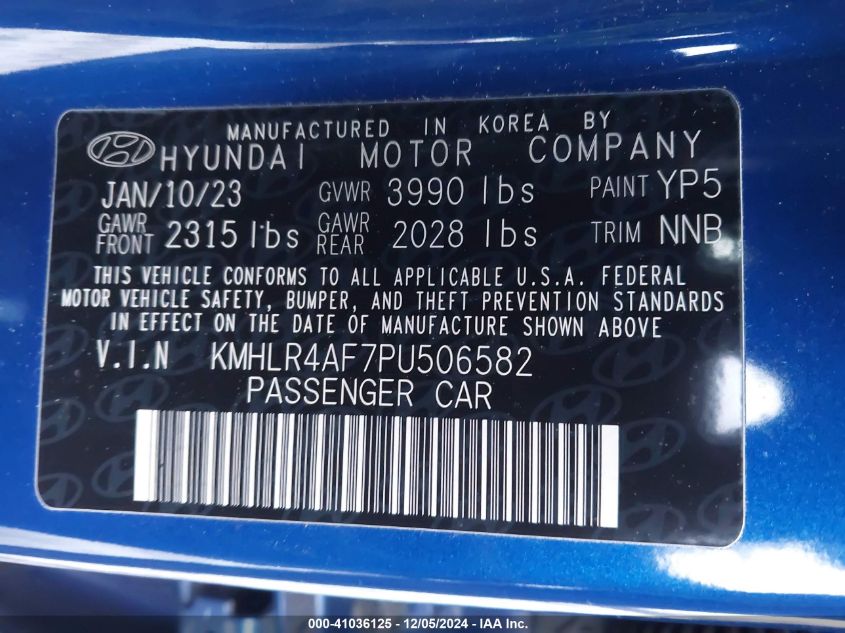 MANUFACTURED IN KOREA BY
HYUNDAI MOTOR COMPANY
JAN/10/23 GVWR 3990 lbs PAINT YP5
GAWR FRONT 2315 lbs GAWR REAR 2028 lbs TRIM NNB
THIS VEHICLE CONFORMS TO ALL APPLICABLE U.S.A. FEDERAL
MOTOR VEHICLE SAFETY, BUMPER, AND THEFT PREVENTION STANDARDS
IN EFFECT ON THE DATE OF MANUFACTURE SHOWN ABOVE
V.I.N KMHLR4AF7PU506582
PASSENGER CAR
000-41036125 - 12/05/2024 - IAA Inc.